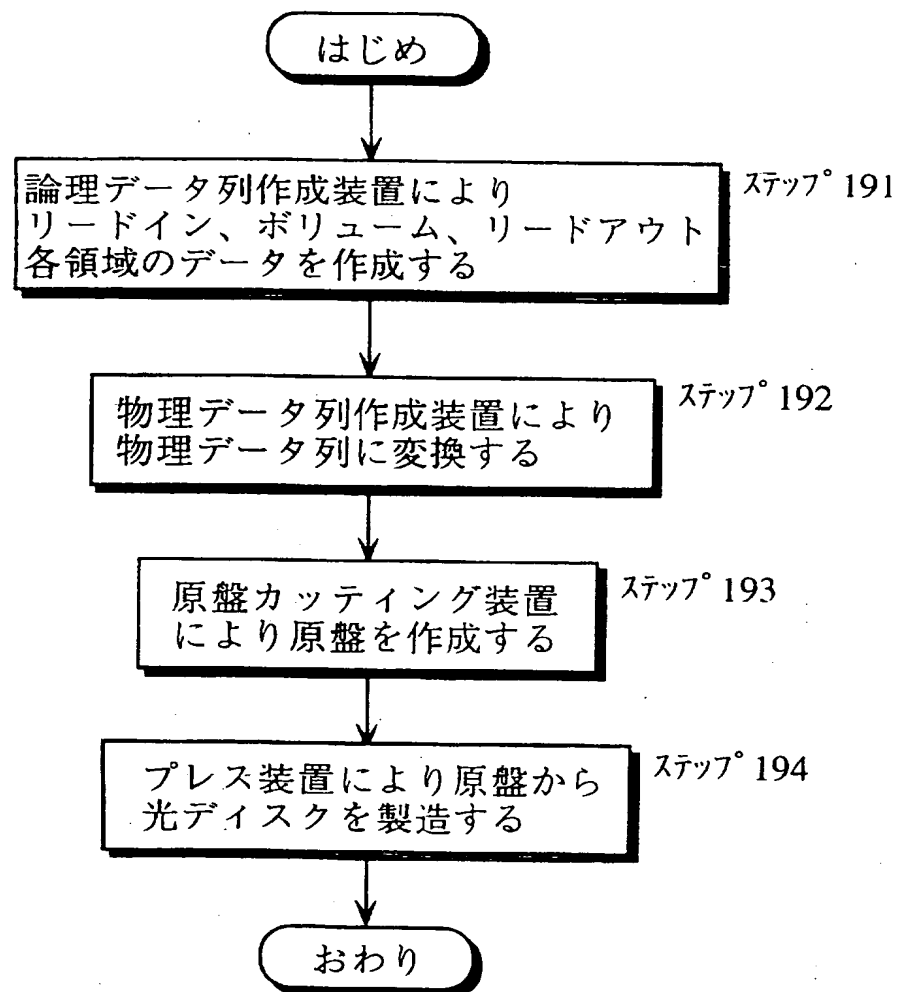 はじめ
論理データ列作成装置により
リードイン、ボリューム、リードアウト
各領域のデータを作成する
ｽﾃｯﾌﾟ 191
物理データ列作成装置により
物理データ列に変換する
ｽﾃｯﾌﾟ 192
原盤カッティング装置
により原盤を作成する
ｽﾃｯﾌﾟ 193
プレス装置により原盤から
光ディスクを製造する
ｽﾃｯﾌﾟ 194
おわり